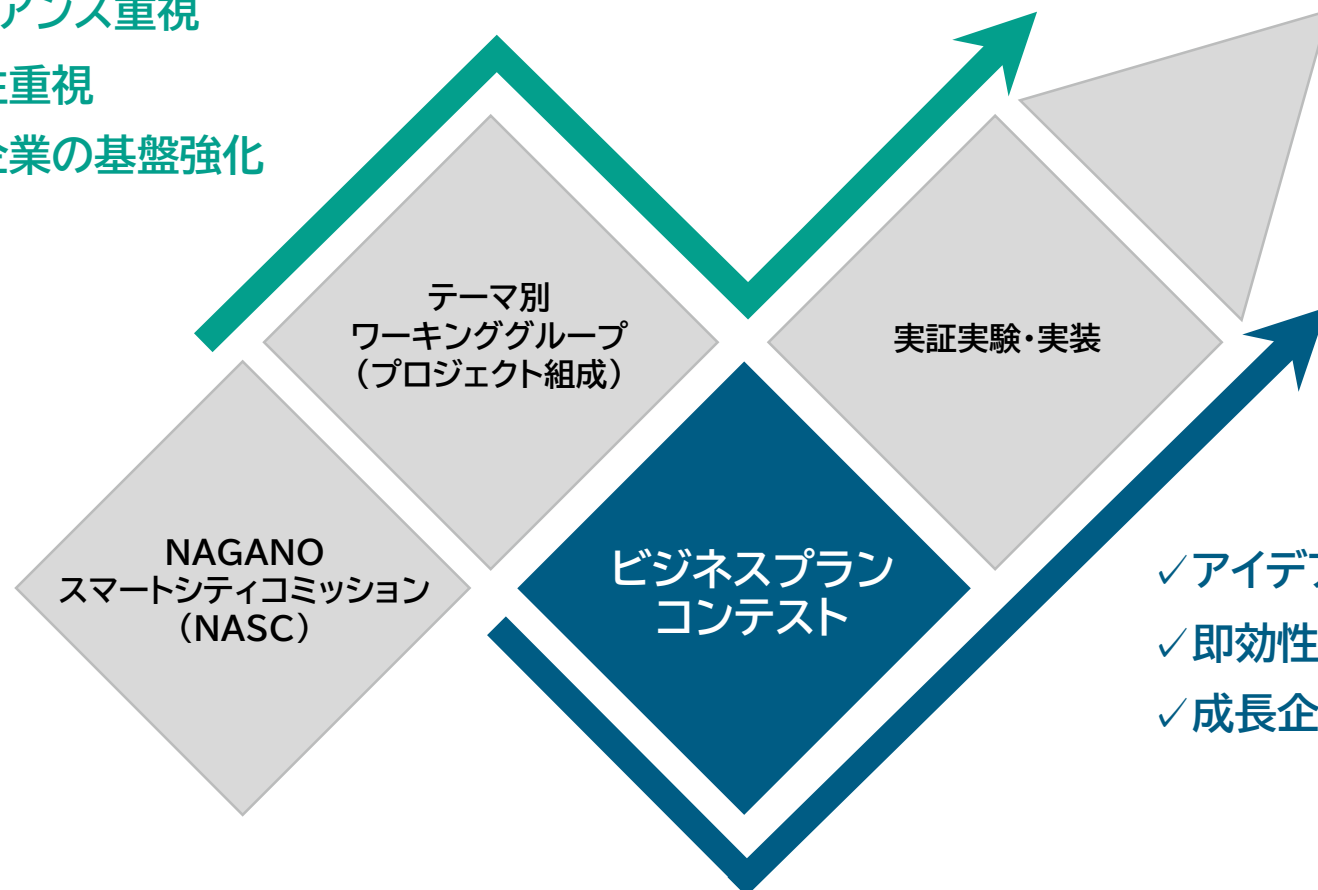 アンス重視
重視
企業の基盤強化
テーマ別
ワーキンググループ
（プロジェクト組成）
実証実験・実装
NAGANO
スマートシティコミッション
（NASC）
ビジネスプラン
コンテスト
✓アイデア
✓即効性
✓成長企